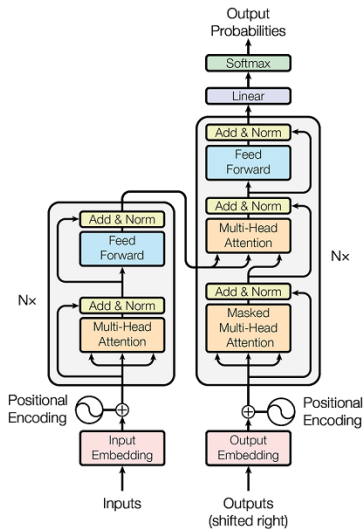 Output
Probabilities
Softmax
Linear
Add & Norm
Feed
Forward
Add & Norm
Multi-Head
Attention
Add & Norm
Masked
Multi-Head
Attention
N×
Add & Norm
Feed
Forward
N×
Add & Norm
Multi-Head
Attention
Positional
Encoding
Positional
Encoding
Input
Embedding
Output
Embedding
Inputs
Outputs
(shifted right)